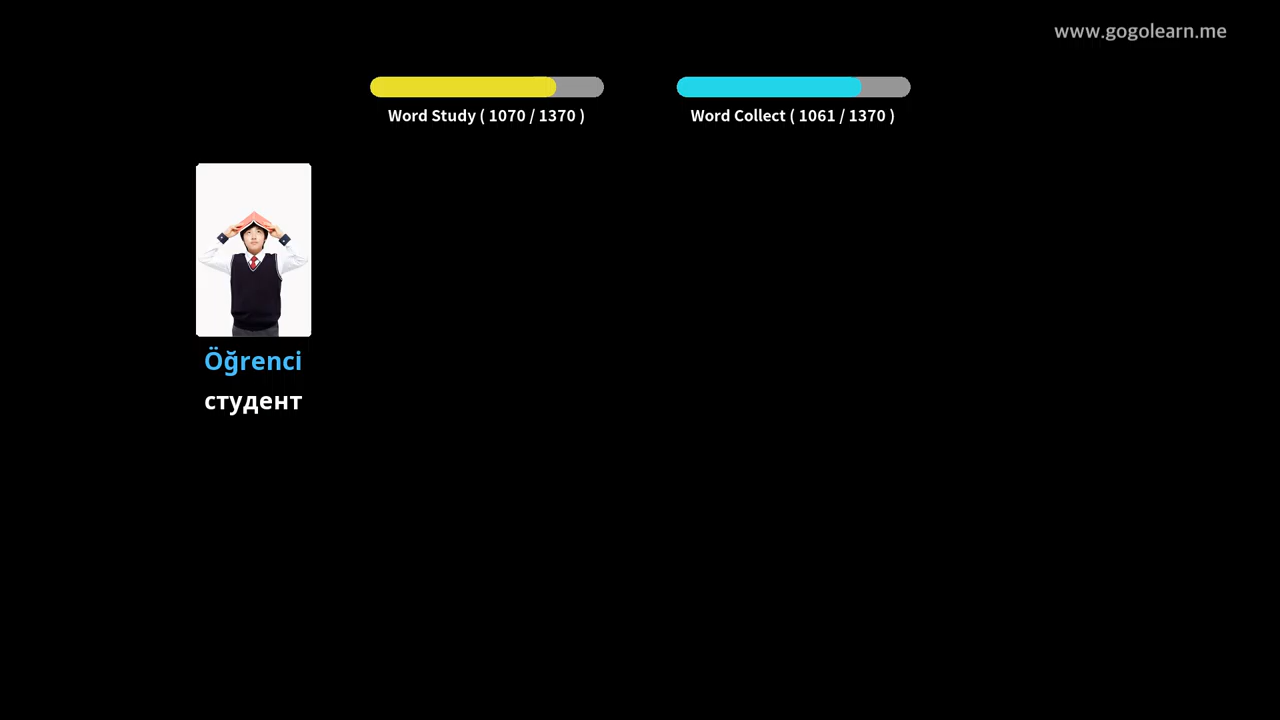 www.gogolearn.me
Word Study ( 1070 / 1370 )
Word Collect ( 1061 / 1370 )
Öğrenci
студент